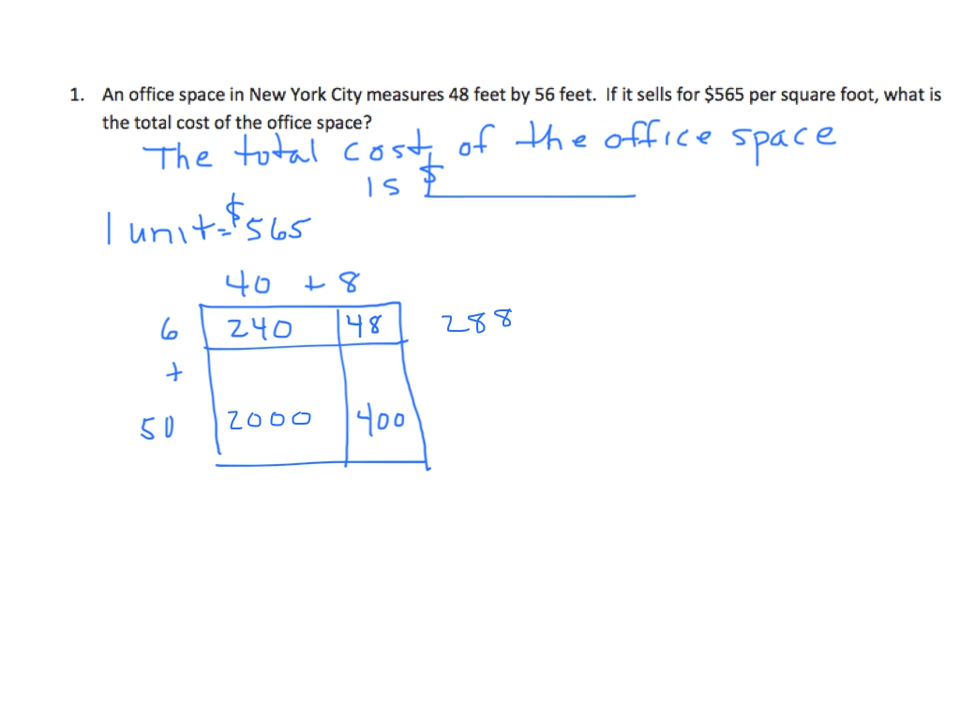 1. An office space in New York City measures 48 feet by 56 feet. If it sells for $565 per square foot, what is
the total cost of the office space?
The total cost of the office space
is $
1 unit=$565
40 + 8
6 240 48 288
+
50 2000 400